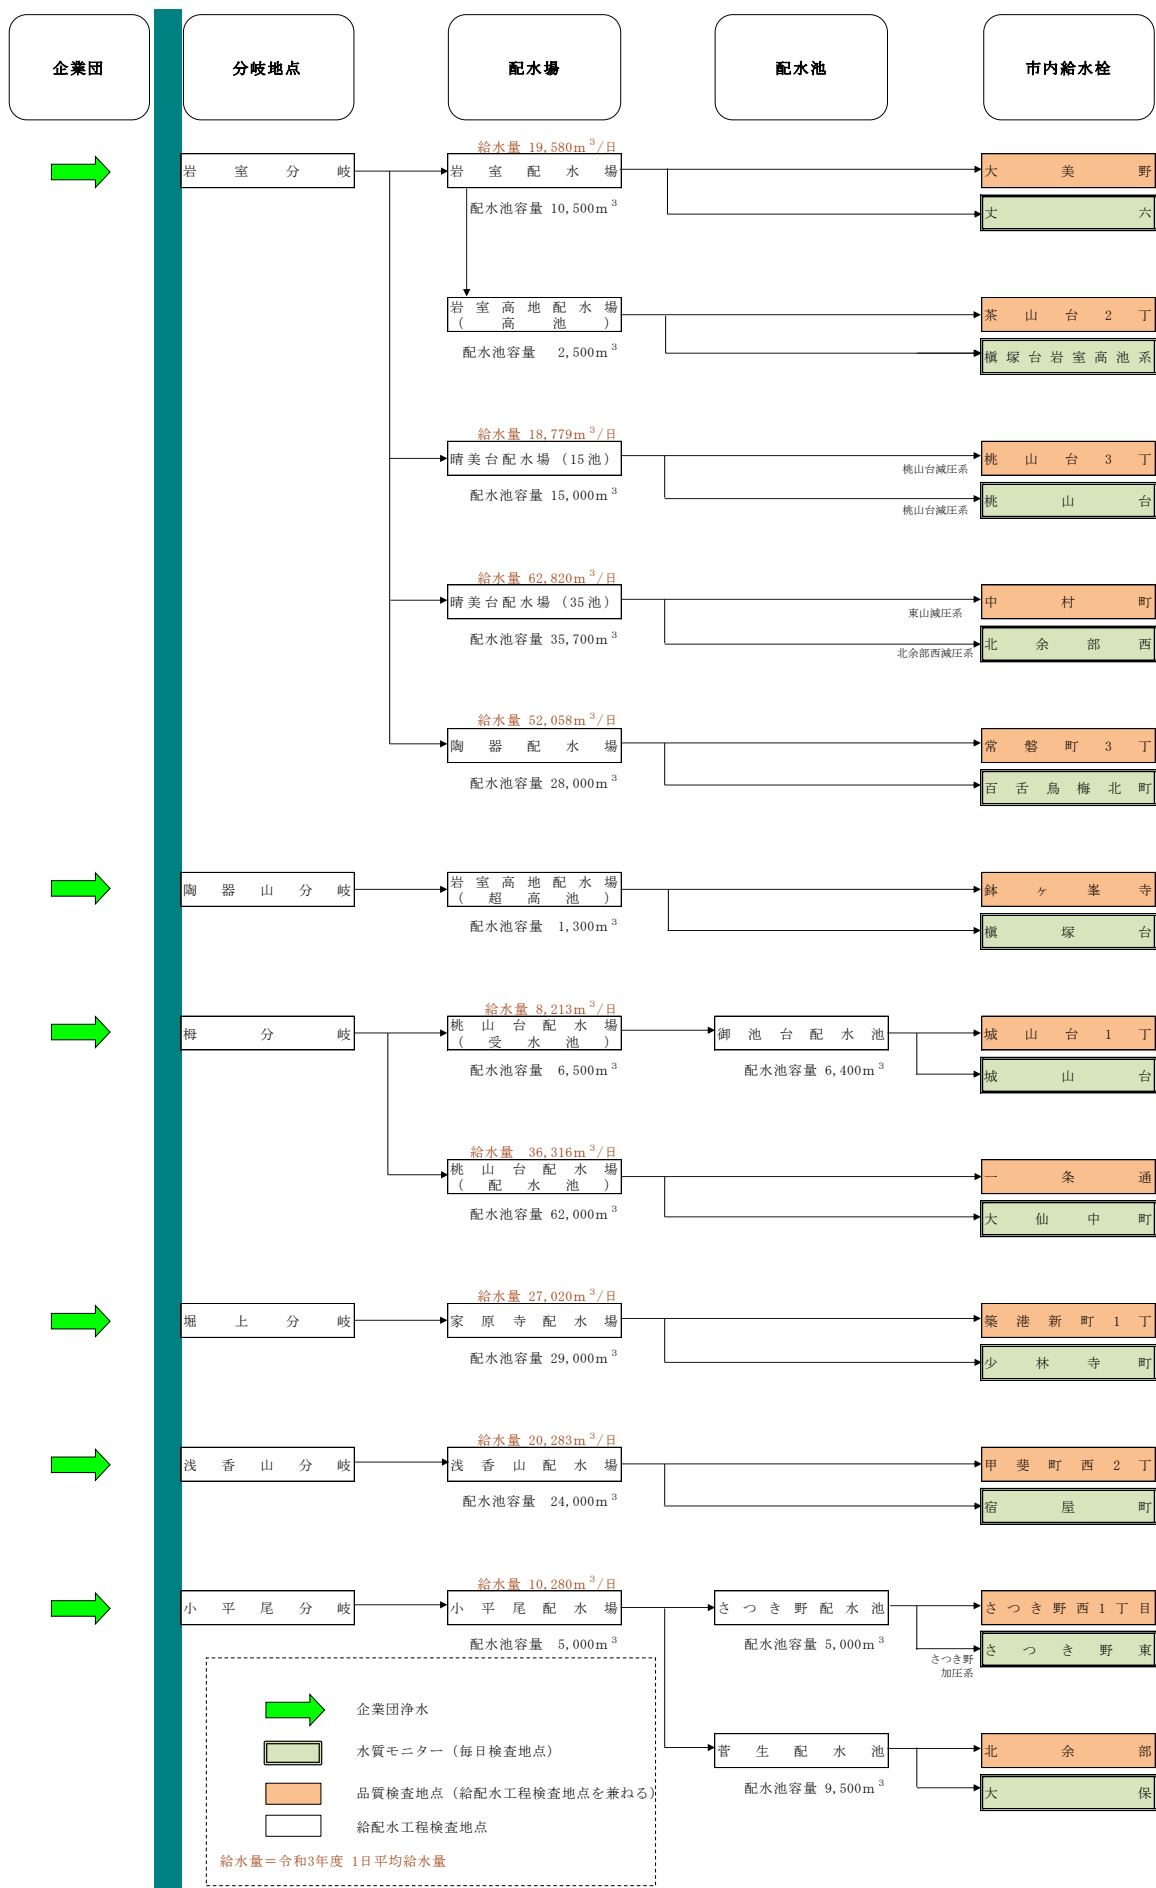 企業団
分岐地点
配水場
配水池
市内給水栓
給水量 19,580m³/日
岩室分岐
岩室配水場
大美野
配水池容量 10,500m³
丈六
岩室高地配水場
(高池)
茶山台2丁
配水池容量 2,500m³
槇塚台岩室高池系
給水量 18,779m³/日
晴美台配水場(15池)
桃山台減圧系
桃山台3丁
配水池容量 15,000m³
桃山台減圧系
桃山台
給水量 62,820m³/日
晴美台配水場(35池)
東山減圧系
中村町
配水池容量 35,700m³
北余部西減圧系
北余部西
給水量 52,058m³/日
陶器配水場
常磐町3丁
配水池容量 28,000m³
百舌鳥梅北町
陶器山分岐
岩室高地配水場
(超高池)
鉢ヶ峯寺
配水池容量 1,300m³
槇塚台
給水量 8,213m³/日
栂分岐
桃山台配水場
(受水池)
御池台配水池
城山台1丁
配水池容量 6,500m³
配水池容量 6,400m³
城山台
給水量 36,316m³/日
桃山台配水場
(配水池)
一条通
配水池容量 62,000m³
大仙中町
給水量 27,020m³/日
堀上分岐
家原寺配水場
築港新町1丁
配水池容量 29,000m³
少林寺町
給水量 20,283m³/日
浅香山分岐
浅香山配水場
甲斐町西2丁
配水池容量 24,000m³
宿屋町
給水量 10,280m³/日
小平尾分岐
小平尾配水場
さつき野配水池
さつき野西1丁目
配水池容量 5,000m³
配水池容量 5,000m³
さつき野
加圧系
さつき野東
菅生配水池
北余部
配水池容量 9,500m³
大保
企業団浄水
水質モニター(毎日検査地点)
品質検査地点(給配水工程検査地点を兼ねる)
給配水工程検査地点
給水量=令和3年度 1日平均給水量